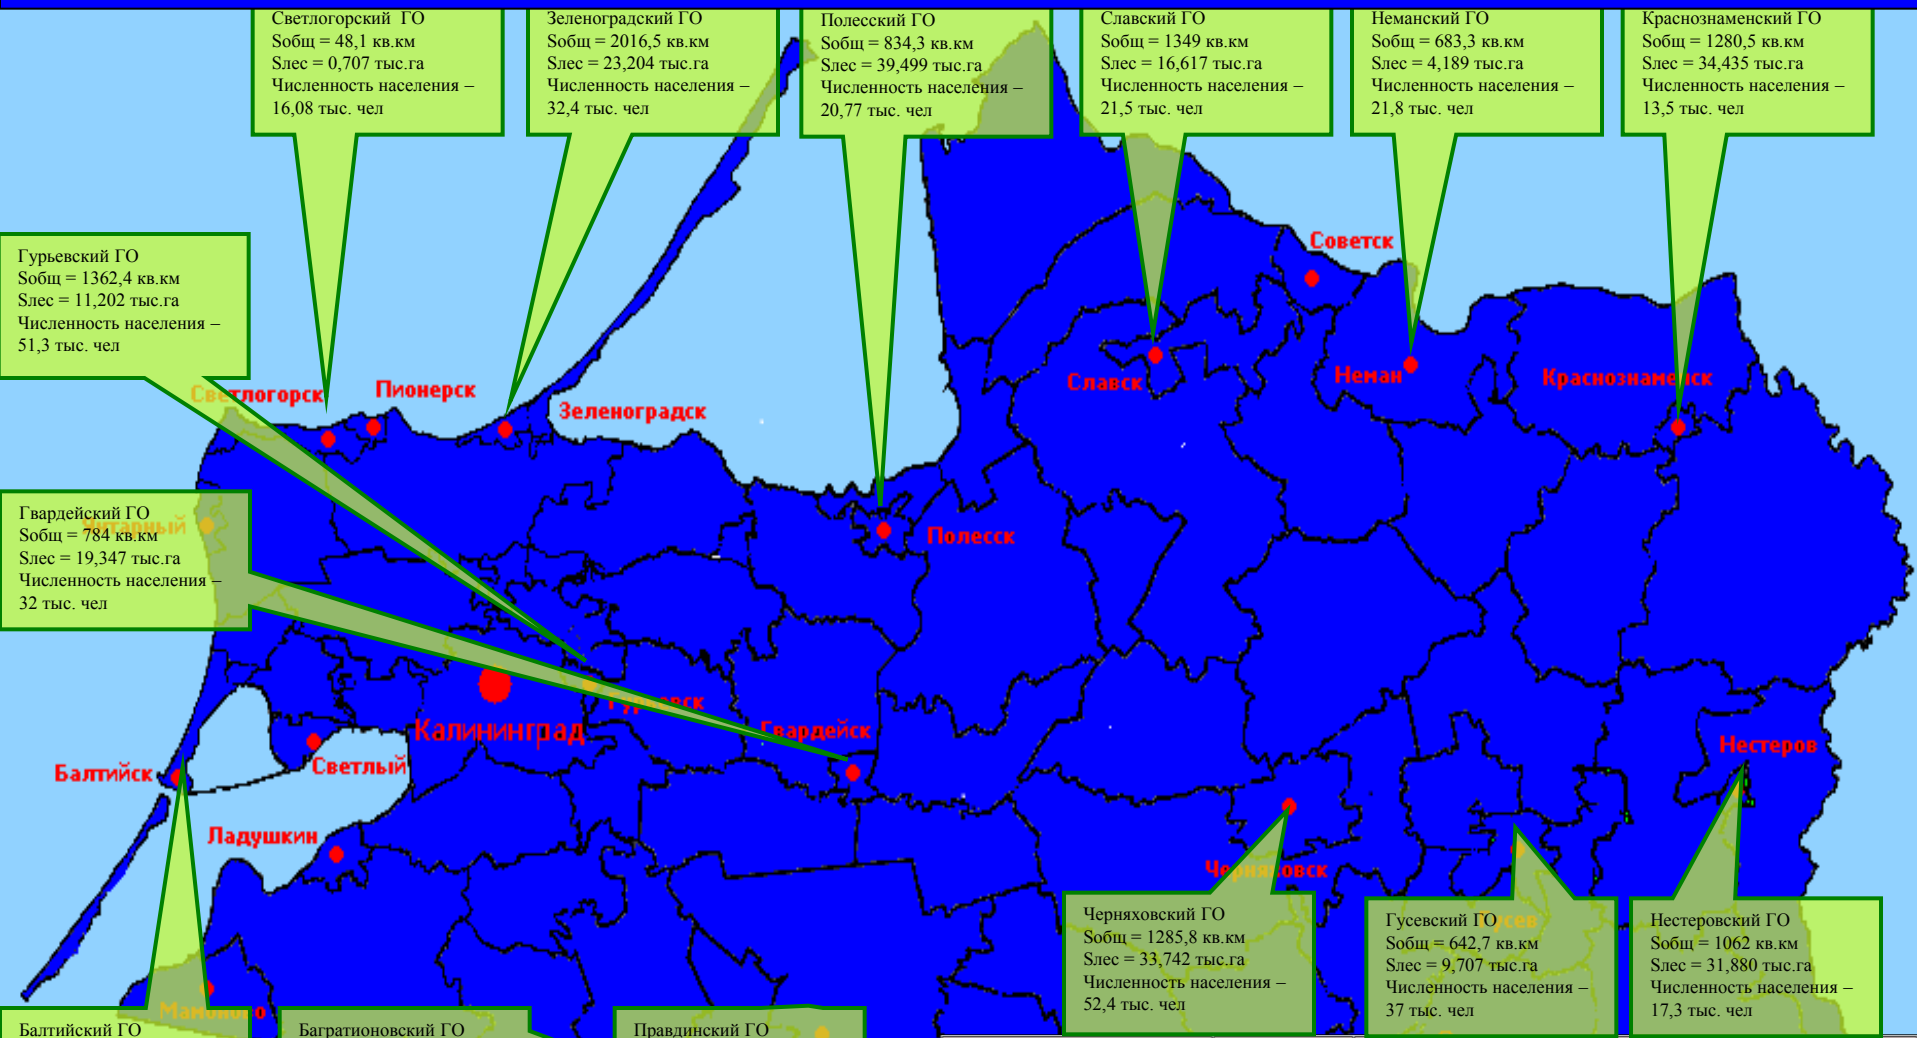 Светлогорский ГО
Sобщ = 48,1 кв.км
Sлес = 0,707 тыс.га
Численность населения –
16,08 тыс. чел
Зеленоградский ГО
Sобщ = 2016,5 кв.км
Sлес = 23,204 тыс.га
Численность населения –
32,4 тыс. чел
Полесский ГО
Sобщ = 834,3 кв.км
Sлес = 39,499 тыс.га
Численность населения –
20,77 тыс. чел
Славский ГО
Sобщ = 1349 кв.км
Sлес = 16,617 тыс.га
Численность населения –
21,5 тыс. чел
Неманский ГО
Sобщ = 683,3 кв.км
Sлес = 4,189 тыс.га
Численность населения –
21,8 тыс. чел
Краснознаменский ГО
Sобщ = 1280,5 кв.км
Sлес = 34,435 тыс.га
Численность населения –
13,5 тыс. чел
Гурьевский ГО
Sобщ = 1362,4 кв.км
Sлес = 11,202 тыс.га
Численность населения –
51,3 тыс. чел
Советск
Светлогорск
Пионерск
Зеленоградск
Славск
Неман
Краснознаменск
Гвардейский ГО
Sобщ = 784 кв.км
Sлес = 19,347 тыс.га
Численность населения –
32 тыс. чел
Янтарный
Полесск
Гурьевск
Калининград
Гвардейск
Нестеров
Балтийск
Светлый
Ладушкин
Черняховск
Черняховский ГО
Sобщ = 1285,8 кв.км
Sлес = 33,742 тыс.га
Численность населения –
52,4 тыс. чел
Гусев
Гусевский ГО
Sобщ = 642,7 кв.км
Sлес = 9,707 тыс.га
Численность населения –
37 тыс. чел
Нестеровский ГО
Sобщ = 1062 кв.км
Sлес = 31,880 тыс.га
Численность населения –
17,3 тыс. чел
Мамоново
Балтийский ГО
Багратионовский ГО
Правдинский ГО